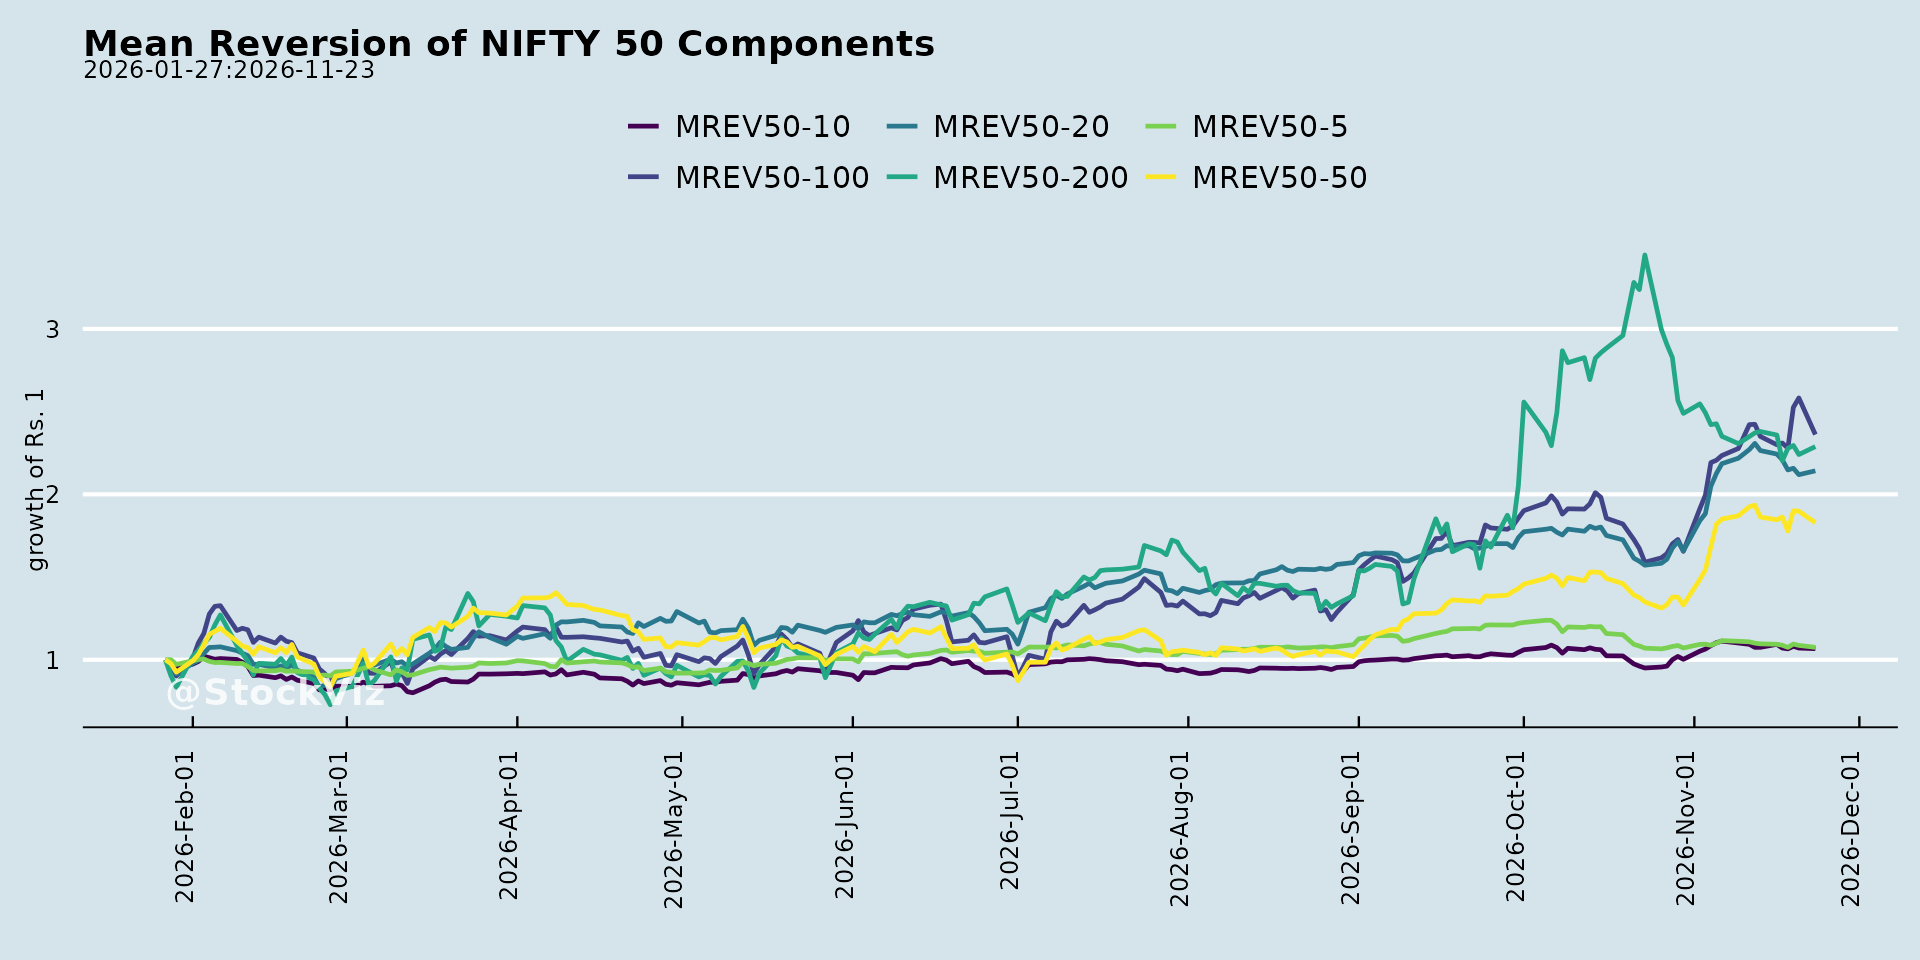 Mean Reversion of NIFTY 50 Components
2026-01-27:2026-11-23
MREV50-10 MREV50-20 MREV50-5
MREV50-100 MREV50-200 MREV50-50
growth of Rs. 1
3
2
1
@StockViz
2026-Feb-01
2026-Mar-01
2026-Apr-01
2026-May-01
2026-Jun-01
2026-Jul-01
2026-Aug-01
2026-Sep-01
2026-Oct-01
2026-Nov-01
2026-Dec-01